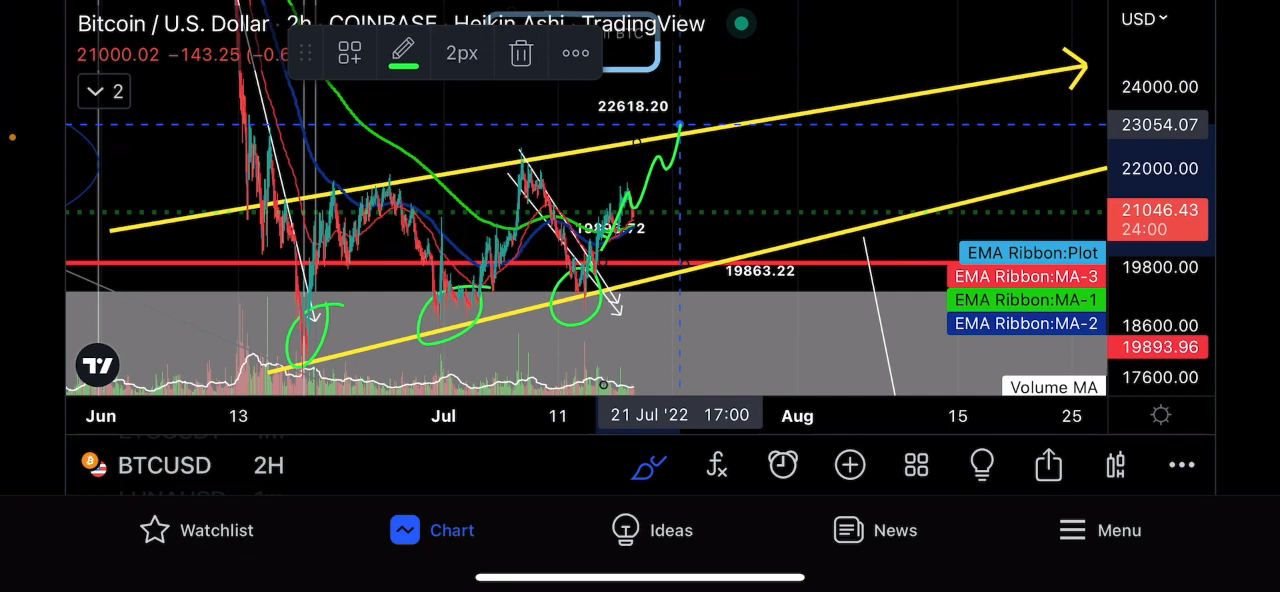 Bitcoin / U.S. Dollar · 2h · COINBASE · Heikin Ashi · TradingView
USD
21000.02 −143.25 (−0.6
2px
BTC
2
24000.00
22618.20
23054.07
22000.00
21046.43
24:00
EMA Ribbon:Plot
19800.00
19863.22
EMA Ribbon:MA-3
EMA Ribbon:MA-1
EMA Ribbon:MA-2
18600.00
19893.96
17600.00
Volume MA
Jun
13
Jul
11
21 Jul '22 17:00
Aug
15
25
BTCUSD 2H
Watchlist
Chart
Ideas
News
Menu